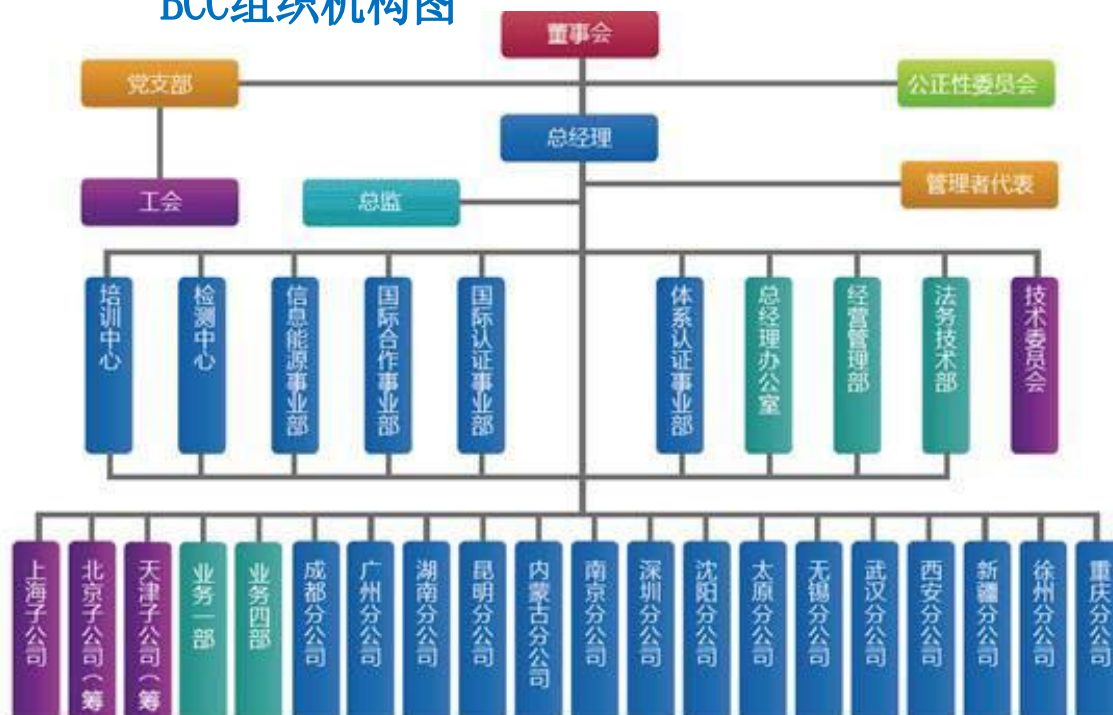 BCC组织机构图
董事会
党支部
公正性委员会
总经理
工会
总监
管理者代表
培训中心
检测中心
信息能源事业部
国际合作事业部
国际认证事业部
体系认证事业部
总经理办公室
经营管理部
法务技术部
技术委员会
上海子公司
北京子公司（筹
天津子公司（筹
业务一部
业务四部
成都分公司
广州分公司
湖南分公司
昆明分公司
内蒙古分公司
南京分公司
深圳分公司
沈阳分公司
太原分公司
无锡分公司
武汉分公司
西安分公司
新疆分公司
徐州分公司
重庆分公司